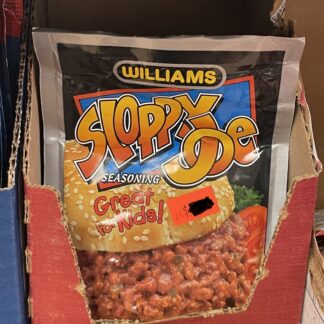 WILLIAMS
Sloppy Joe
SEASONING
Great
for Kids!